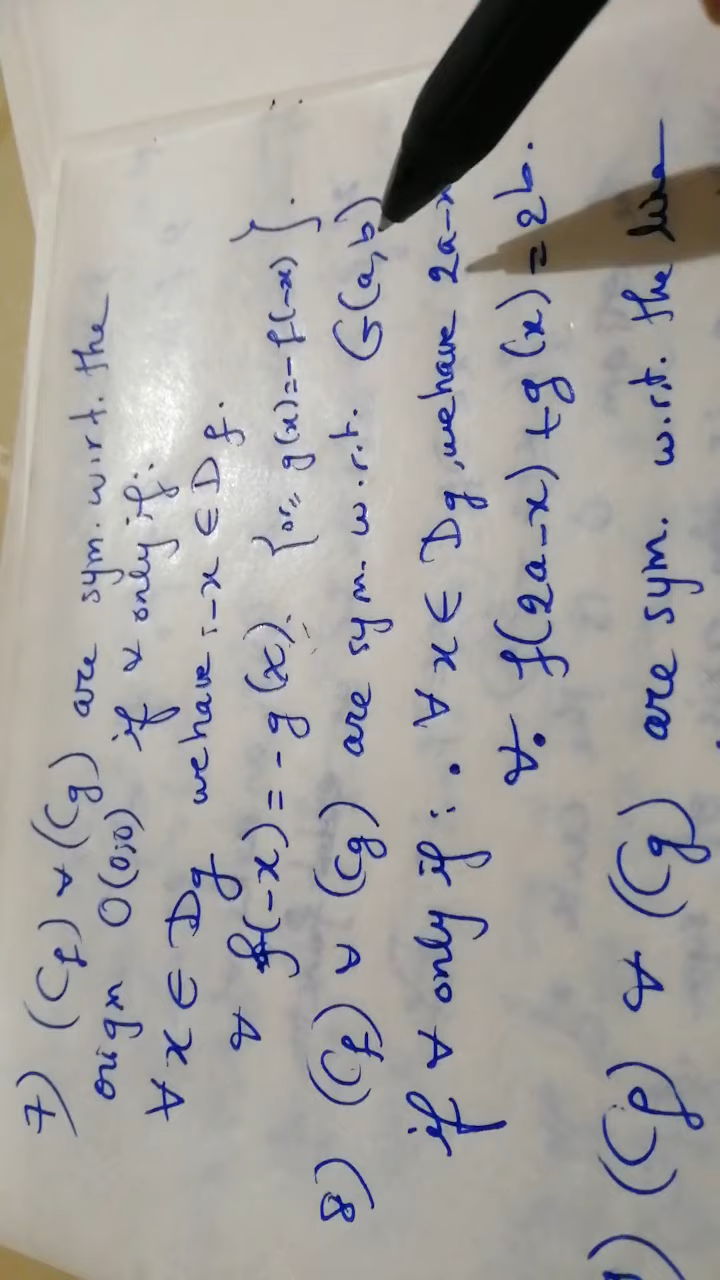 7) (Cf) & (Cg) are sym. w.r.t. the
origin O(0;0) if & only if:
∀ x ∈ Dg we have: -x ∈ Df.
& f(-x) = -g(x). {or g(x) = -f(-x)}.
8) (Cf) & (Cg) are sym. w.r.t. G(a,b)
if & only if: . ∀ x ∈ Dg, we have 2a-x
&. f(2a-x) + g(x) = 2b.
) (Cf & (Cg) are sym. w.r.t. the line